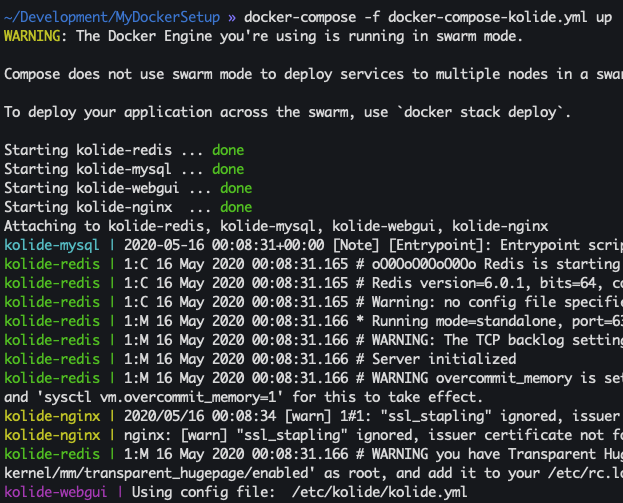 ~/Development/MyDockerSetup » docker-compose -f docker-compose-kolide.yml up
WARNING: The Docker Engine you're using is running in swarm mode.
Compose does not use swarm mode to deploy services to multiple nodes in a
To deploy your application across the swarm, use `docker stack deploy`.
Starting kolide-redis ... done
Starting kolide-mysql ... done
Starting kolide-webgui ... done
Starting kolide-nginx  ... done
Attaching to kolide-redis, kolide-mysql, kolide-webgui, kolide-nginx
kolide-mysql | 2020-05-16 00:08:31+00:00 [Note] [Entrypoint]: Entrypoint scrip
kolide-redis | 1:C 16 May 2020 00:08:31.165 # oO0OoO0OoO0Oo Redis is starting
kolide-redis | 1:C 16 May 2020 00:08:31.165 # Redis version=6.0.1, bits=64, co
kolide-redis | 1:C 16 May 2020 00:08:31.165 # Warning: no config file specifie
kolide-redis | 1:M 16 May 2020 00:08:31.166 * Running mode=standalone, port=63
kolide-redis | 1:M 16 May 2020 00:08:31.166 # WARNING: The TCP backlog setting
kolide-redis | 1:M 16 May 2020 00:08:31.166 # Server initialized
kolide-redis | 1:M 16 May 2020 00:08:31.166 # WARNING overcommit_memory is set
and 'sysctl vm.overcommit_memory=1' for this to take effect.
kolide-nginx | 2020/05/16 00:08:34 [warn] 1#1: "ssl_stapling" ignored, issuer
kolide-nginx | nginx: [warn] "ssl_stapling" ignored, issuer certificate not fo
kolide-redis | 1:M 16 May 2020 00:08:31.166 # WARNING you have Transparent Hug
kernel/mm/transparent_hugepage/enabled' as root, and add it to your /etc/rc.lo
kolide-webgui | Using config file:  /etc/kolide/kolide.yml